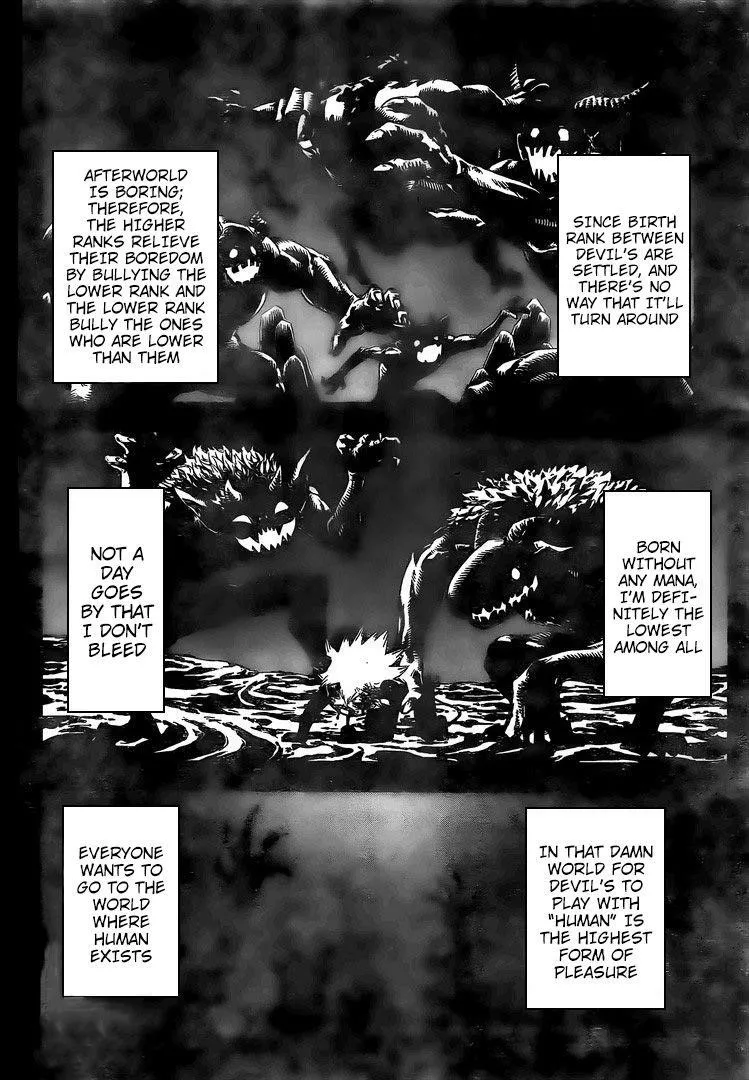 SINCE BIRTH
RANK BETWEEN
DEVIL'S ARE
SETTLED, AND
THERE'S NO
WAY THAT IT'LL
TURN AROUND
AFTERWORLD
IS BORING;
THEREFORE,
THE HIGHER
RANKS RELIEVE
THEIR BOREDOM
BY BULLYING THE
LOWER RANK AND
THE LOWER RANK
BULLY THE ONES
WHO ARE LOWER
THAN THEM
BORN
WITHOUT
ANY MANA,
I'M DEFI-
NITELY THE
LOWEST
AMONG ALL
NOT A
DAY
GOES
BY THAT
I DON'T
BLEED
IN THAT DAMN
WORLD FOR
DEVIL'S TO
PLAY WITH
"HUMAN" IS
THE HIGHEST
FORM OF
PLEASURE
EVERYONE
WANTS TO
GO TO THE
WORLD
WHERE
HUMAN
EXISTS